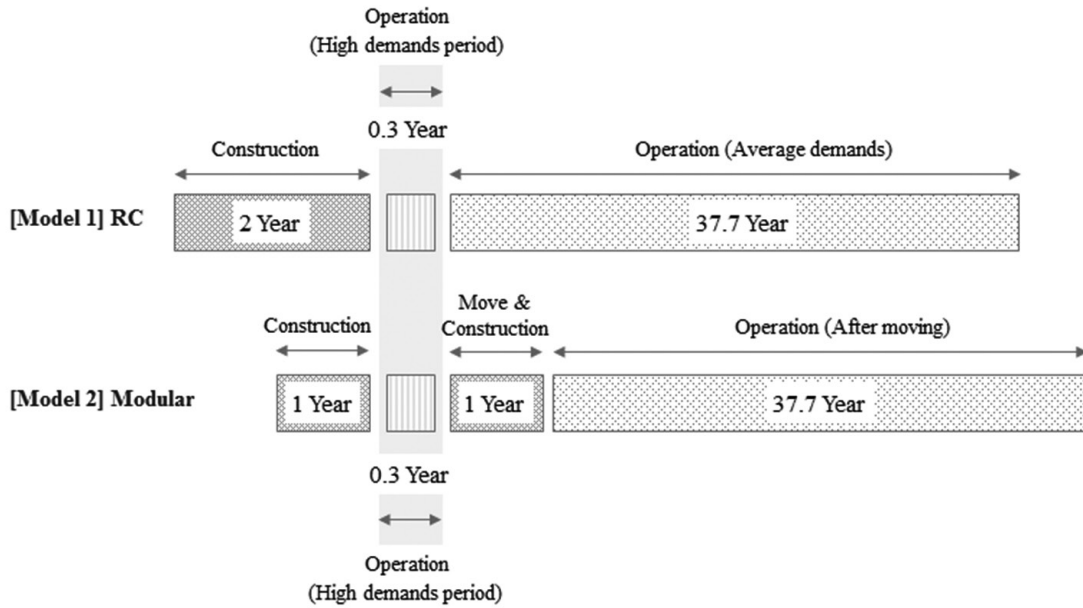 Operation
(High demands period)
0.3 Year
Construction
Operation (Average demands)
[Model 1] RC
2 Year
37.7 Year
Construction
Move &
Construction
Operation (After moving)
[Model 2] Modular
1 Year
1 Year
37.7 Year
0.3 Year
Operation
(High demands period)